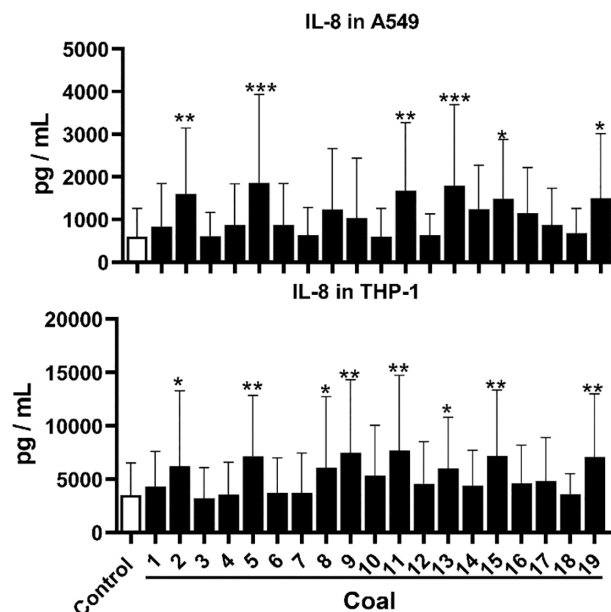 IL-8 in A549
5000
4000
3000
2000
1000
0
pg / mL
** *** ** *** * *
IL-8 in THP-1
20000
15000
10000
5000
0
pg / mL
* ** * ** ** * ** **
Control 1 2 3 4 5 6 7 8 9 10 11 12 13 14 15 16 17 18 19
Coal